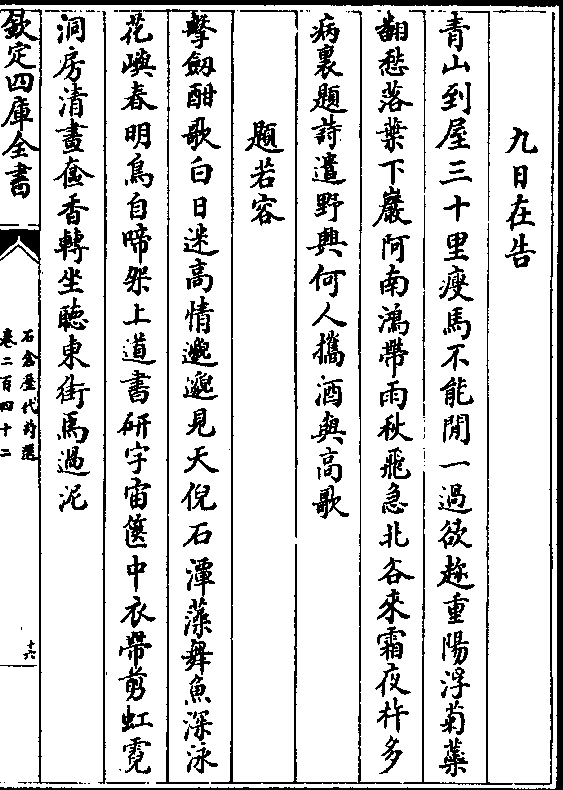 九日在告
青山到屋三十里瘦馬不能閒一過欲趂重陽浮菊蘂
翻愁落葉下巖阿南鴻帶雨秋飛急北客來霜夜杵多
病裏題詩遣野興何人攜酒與高歌
題若容
擊劔酣歌白日迷高情邈邈見天倪石潭藻舞魚深泳
花嶼春明鳥自啼架上道書研宇宙篋中衣帶剪虹霓
洞房清晝奩香轉坐聽東街馬過泥
欽定四庫全書
石倉歷代詩選
卷二百四十二
十六